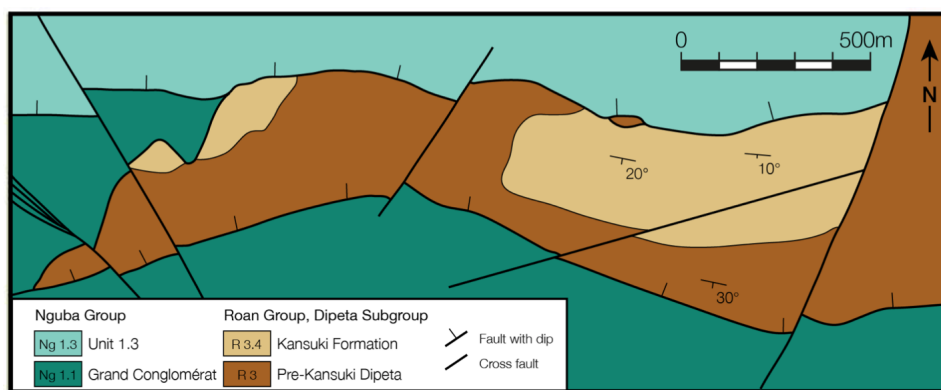 0 500m
N
20° 10°
30°
Nguba Group
Ng 1.3 Unit 1.3
Ng 1.1 Grand Conglomérat
Roan Group, Dipeta Subgroup
R 3.4 Kansuki Formation
R 3 Pre-Kansuki Dipeta
Fault with dip
Cross fault